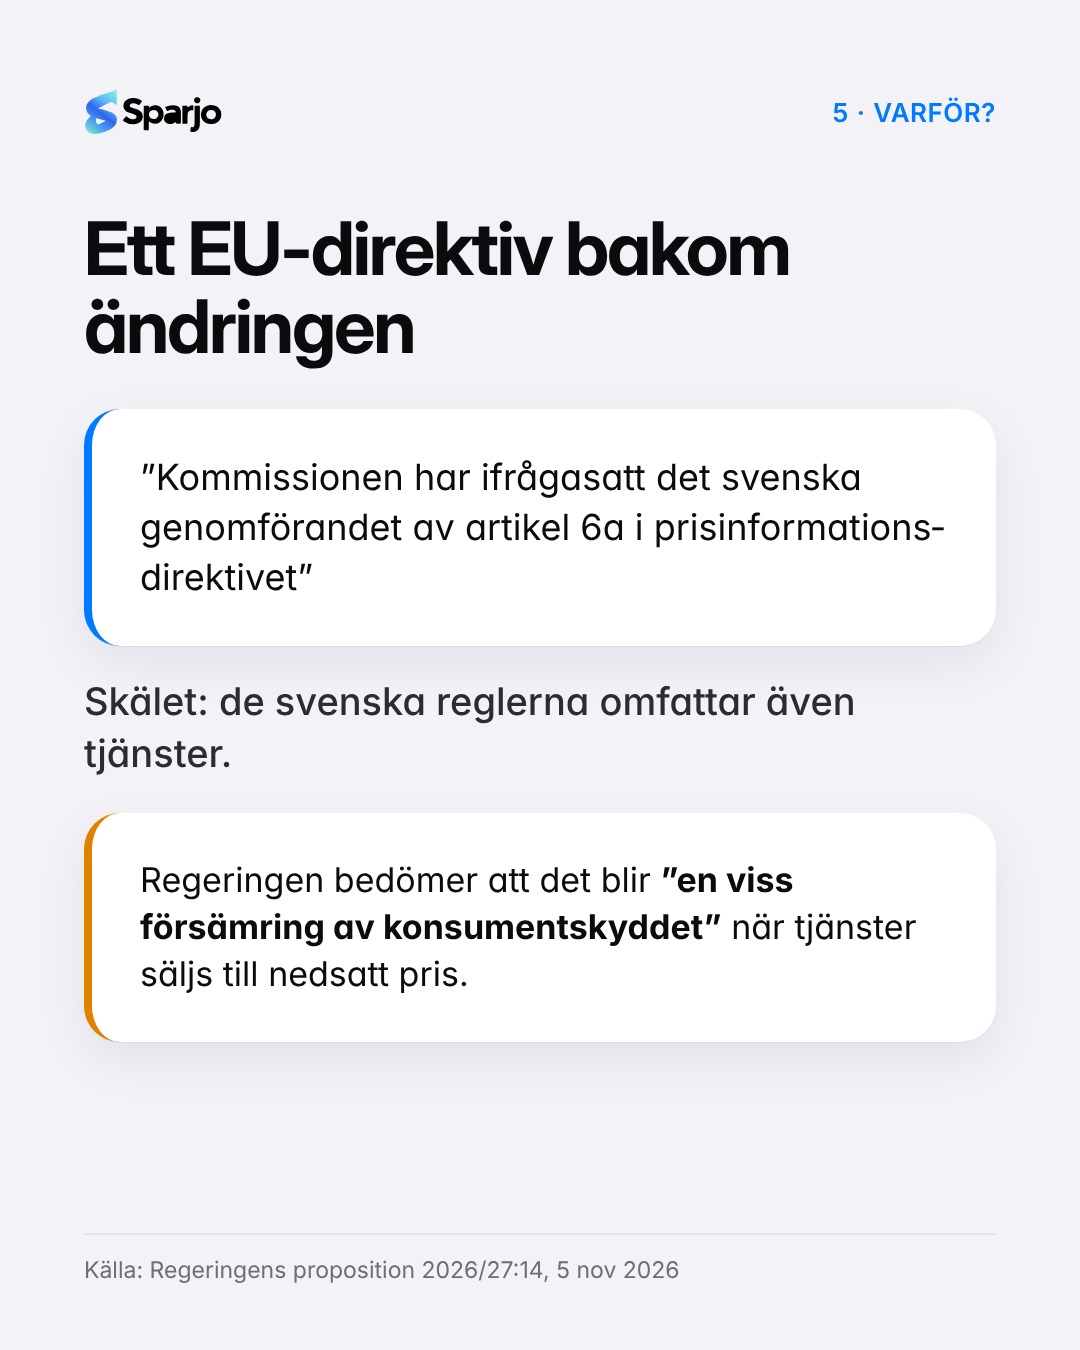 Sparjo
5 · VARFÖR?
Ett EU-direktiv bakom
ändringen
”Kommissionen har ifrågasatt det svenska
genomförandet av artikel 6a i prisinformations-
direktivet”
Skälet: de svenska reglerna omfattar även
tjänster.
Regeringen bedömer att det blir ”en viss
försämring av konsumentskyddet” när tjänster
säljs till nedsatt pris.
Källa: Regeringens proposition 2026/27:14, 5 nov 2026